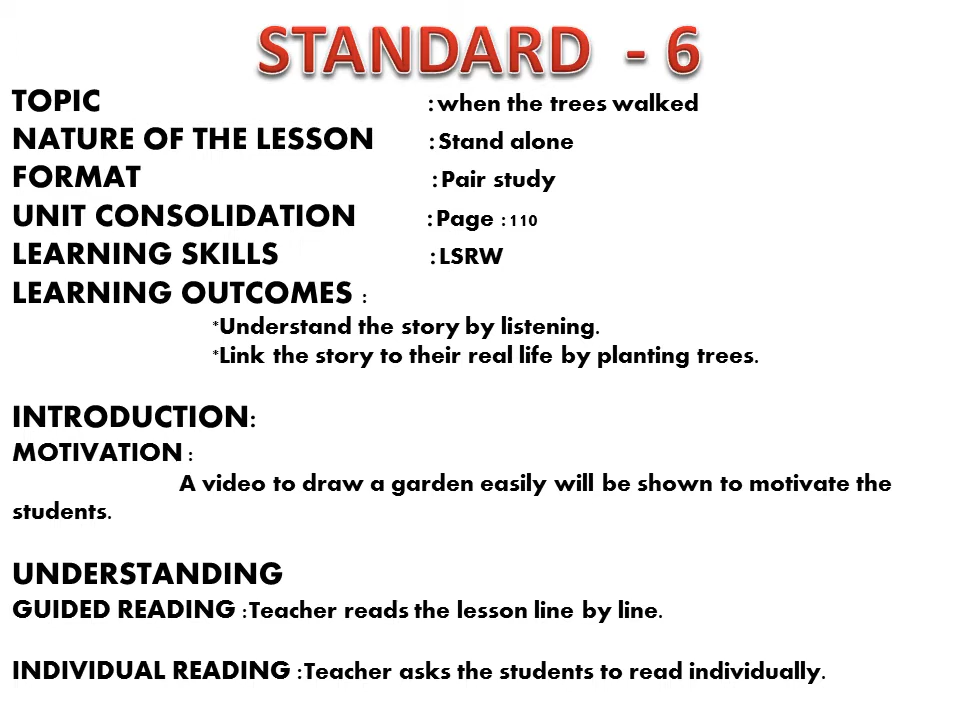 STANDARD - 6
TOPIC : when the trees walked
NATURE OF THE LESSON : Stand alone
FORMAT : Pair study
UNIT CONSOLIDATION : Page : 110
LEARNING SKILLS : LSRW
LEARNING OUTCOMES :
*Understand the story by listening.
*Link the story to their real life by planting trees.
INTRODUCTION:
MOTIVATION :
A video to draw a garden easily will be shown to motivate the
students.
UNDERSTANDING
GUIDED READING :Teacher reads the lesson line by line.
INDIVIDUAL READING :Teacher asks the students to read individually.